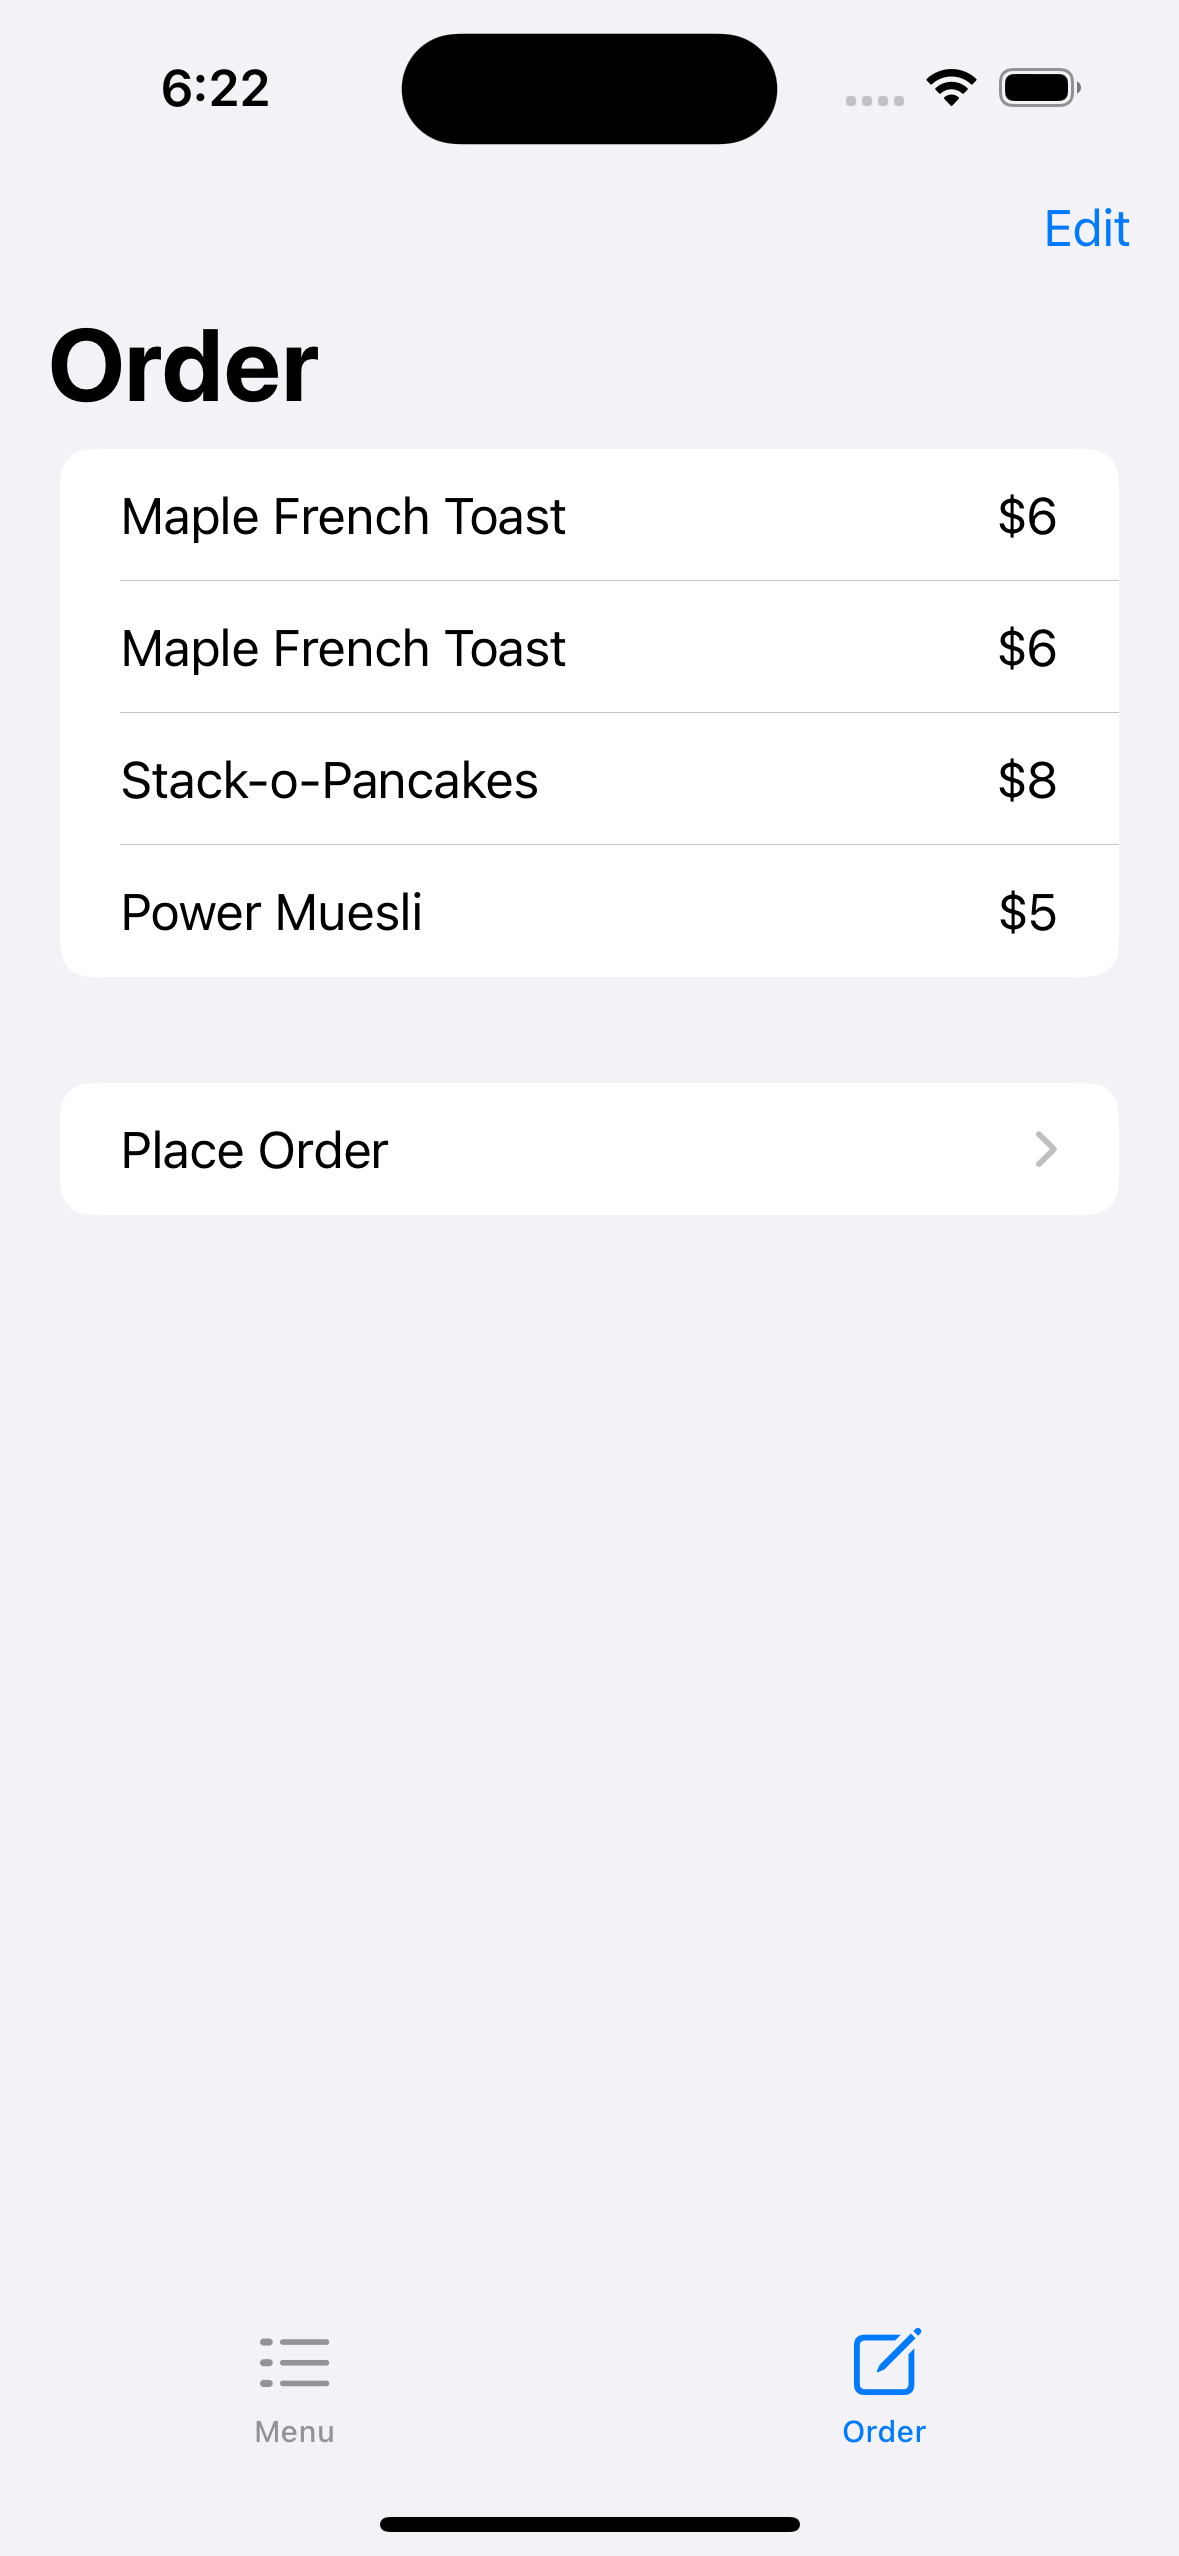 6:22
Edit
Order
Maple French Toast $6
Maple French Toast $6
Stack-o-Pancakes $8
Power Muesli $5
Place Order
Menu Order